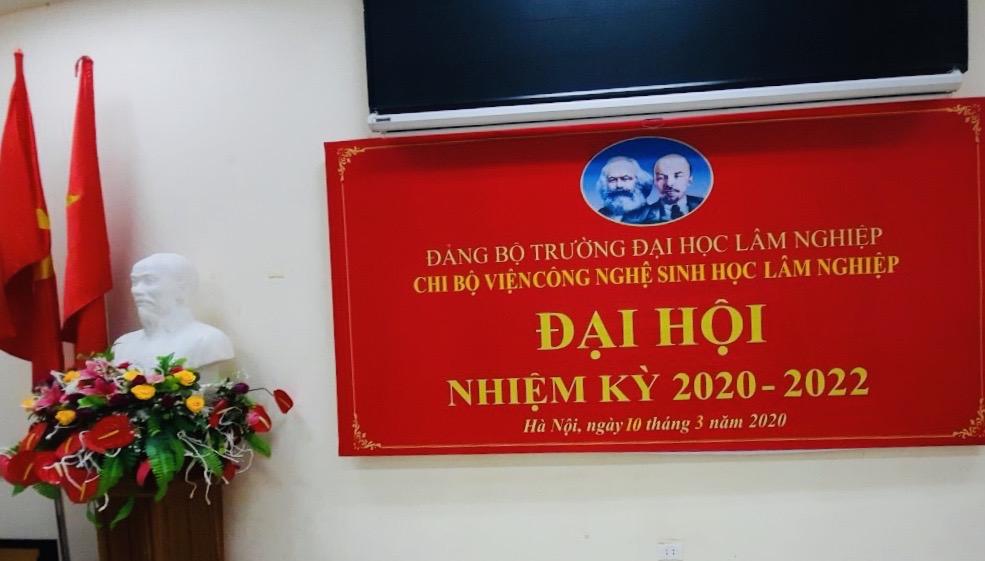 ĐẢNG BỘ TRƯỜNG ĐẠI HỌC LÂM NGHIỆP
CHI BỘ VIỆNCÔNG NGHỆ SINH HỌC LÂM NGHIỆP
ĐẠI HỘI
NHIỆM KỲ 2020 - 2022
Hà Nội, ngày 10 tháng 3 năm 2020